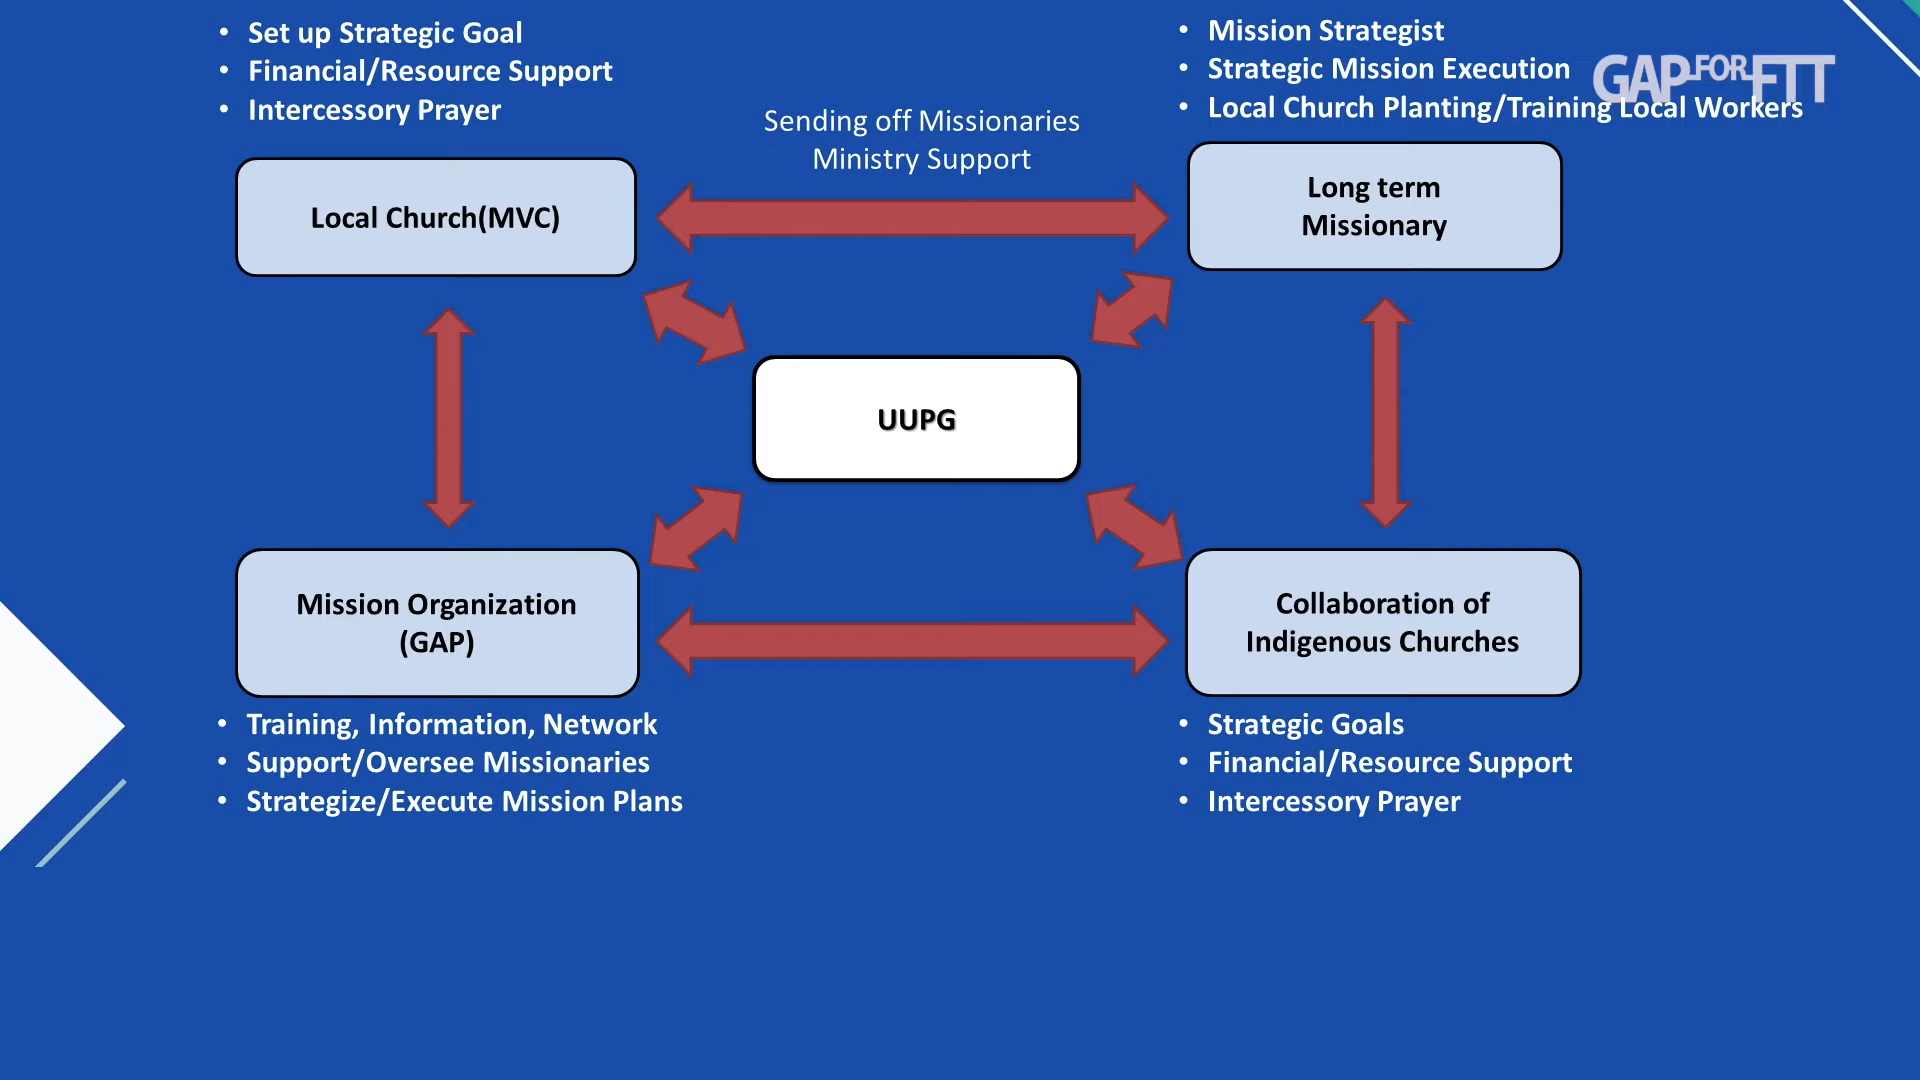 • Set up Strategic Goal
• Financial/Resource Support
• Intercessory Prayer
• Mission Strategist
• Strategic Mission Execution
• Local Church Planting/Training Local Workers
GAP FOR FTT
Sending off Missionaries
Ministry Support
Local Church(MVC)
Long term
Missionary
UUPG
Mission Organization
(GAP)
Collaboration of
Indigenous Churches
• Training, Information, Network
• Support/Oversee Missionaries
• Strategize/Execute Mission Plans
• Strategic Goals
• Financial/Resource Support
• Intercessory Prayer